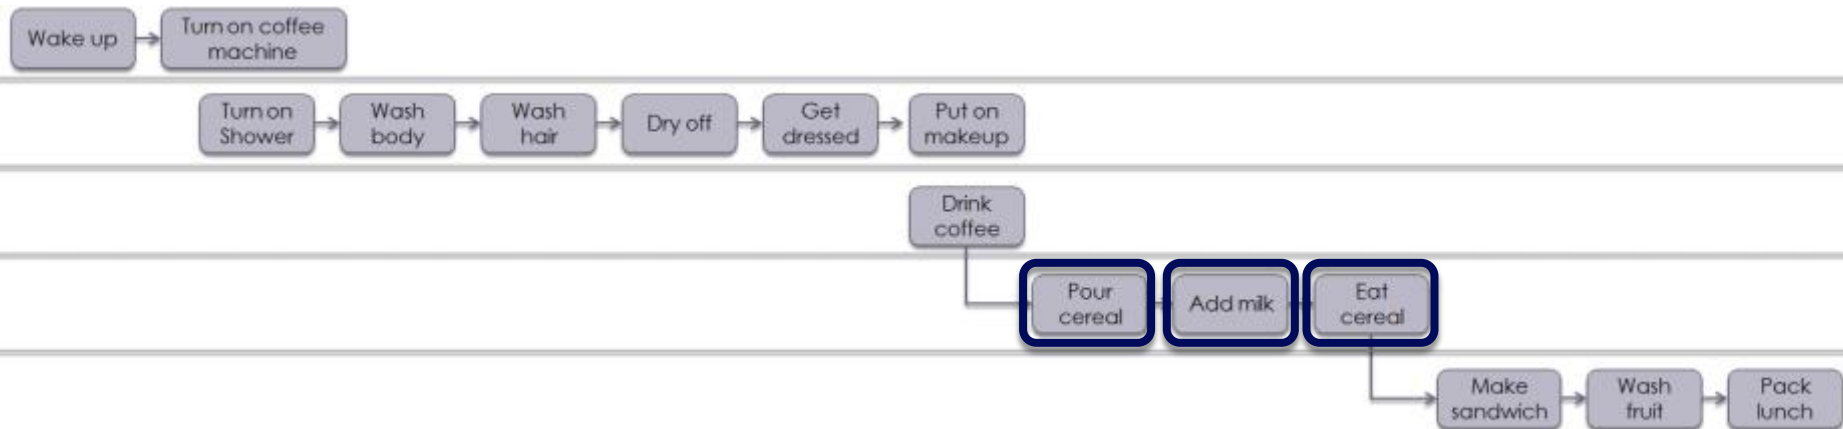 Wake up
Turn on coffee
machine
Turn on
Shower
Wash
body
Wash
hair
Dry off
Get
dressed
Put on
makeup
Drink
coffee
Pour
cereal
Add milk
Eat
cereal
Make
sandwich
Wash
fruit
Pack
lunch